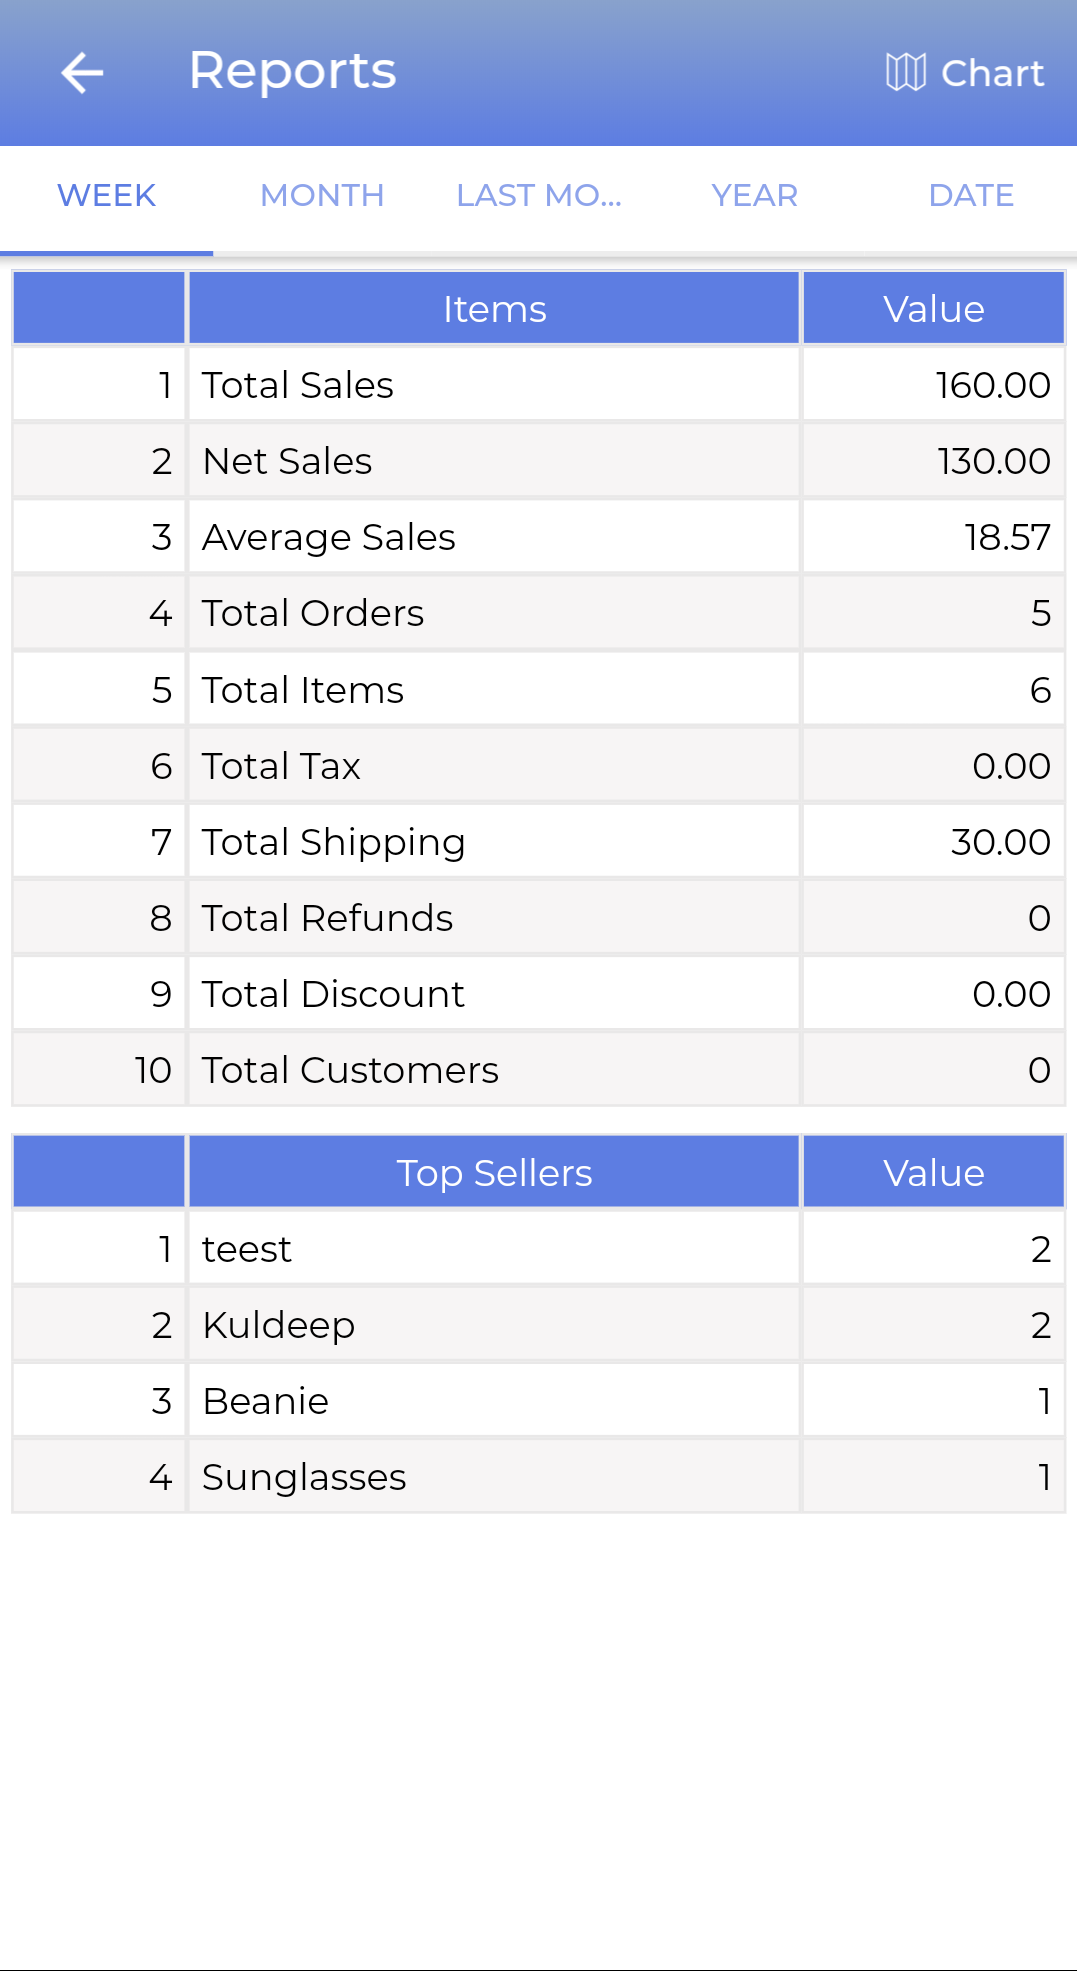 Reports Chart
WEEK MONTH LAST MO... YEAR DATE
Items Value
1 Total Sales 160.00
2 Net Sales 130.00
3 Average Sales 18.57
4 Total Orders 5
5 Total Items 6
6 Total Tax 0.00
7 Total Shipping 30.00
8 Total Refunds 0
9 Total Discount 0.00
10 Total Customers 0
Top Sellers Value
1 teest 2
2 Kuldeep 2
3 Beanie 1
4 Sunglasses 1